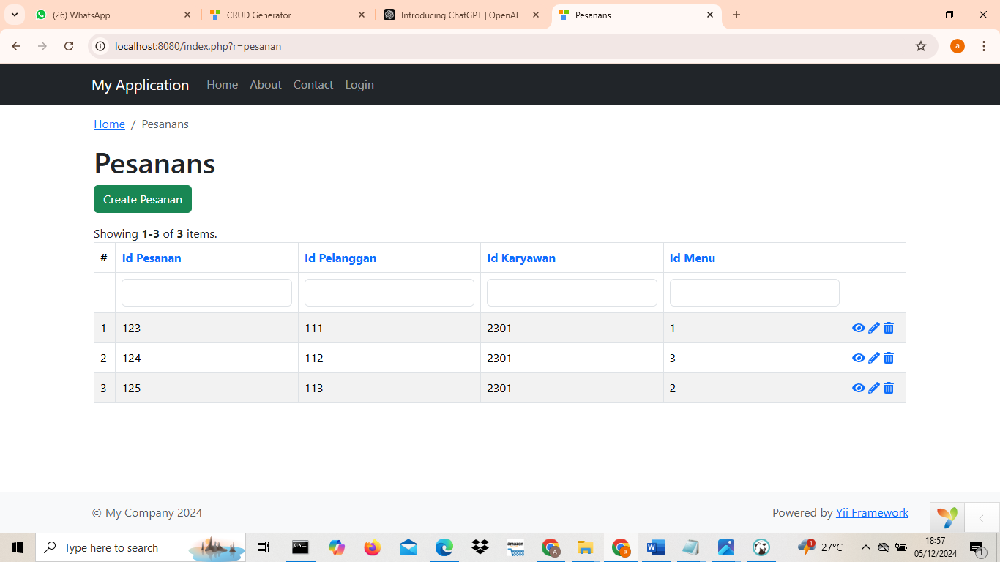 (26) WhatsApp
CRUD Generator
Introducing ChatGPT | OpenAI
Pesanans
localhost:8080/index.php?r=pesanan
a
My Application Home About Contact Login
Home / Pesanans
Pesanans
Create Pesanan
Showing 1-3 of 3 items.
# Id Pesanan Id Pelanggan Id Karyawan Id Menu
1 123 111 2301 1
2 124 112 2301 3
3 125 113 2301 2
© My Company 2024 Powered by Yii Framework
Type here to search
amazon
A
a
1
27°C
18:57
05/12/2024
1